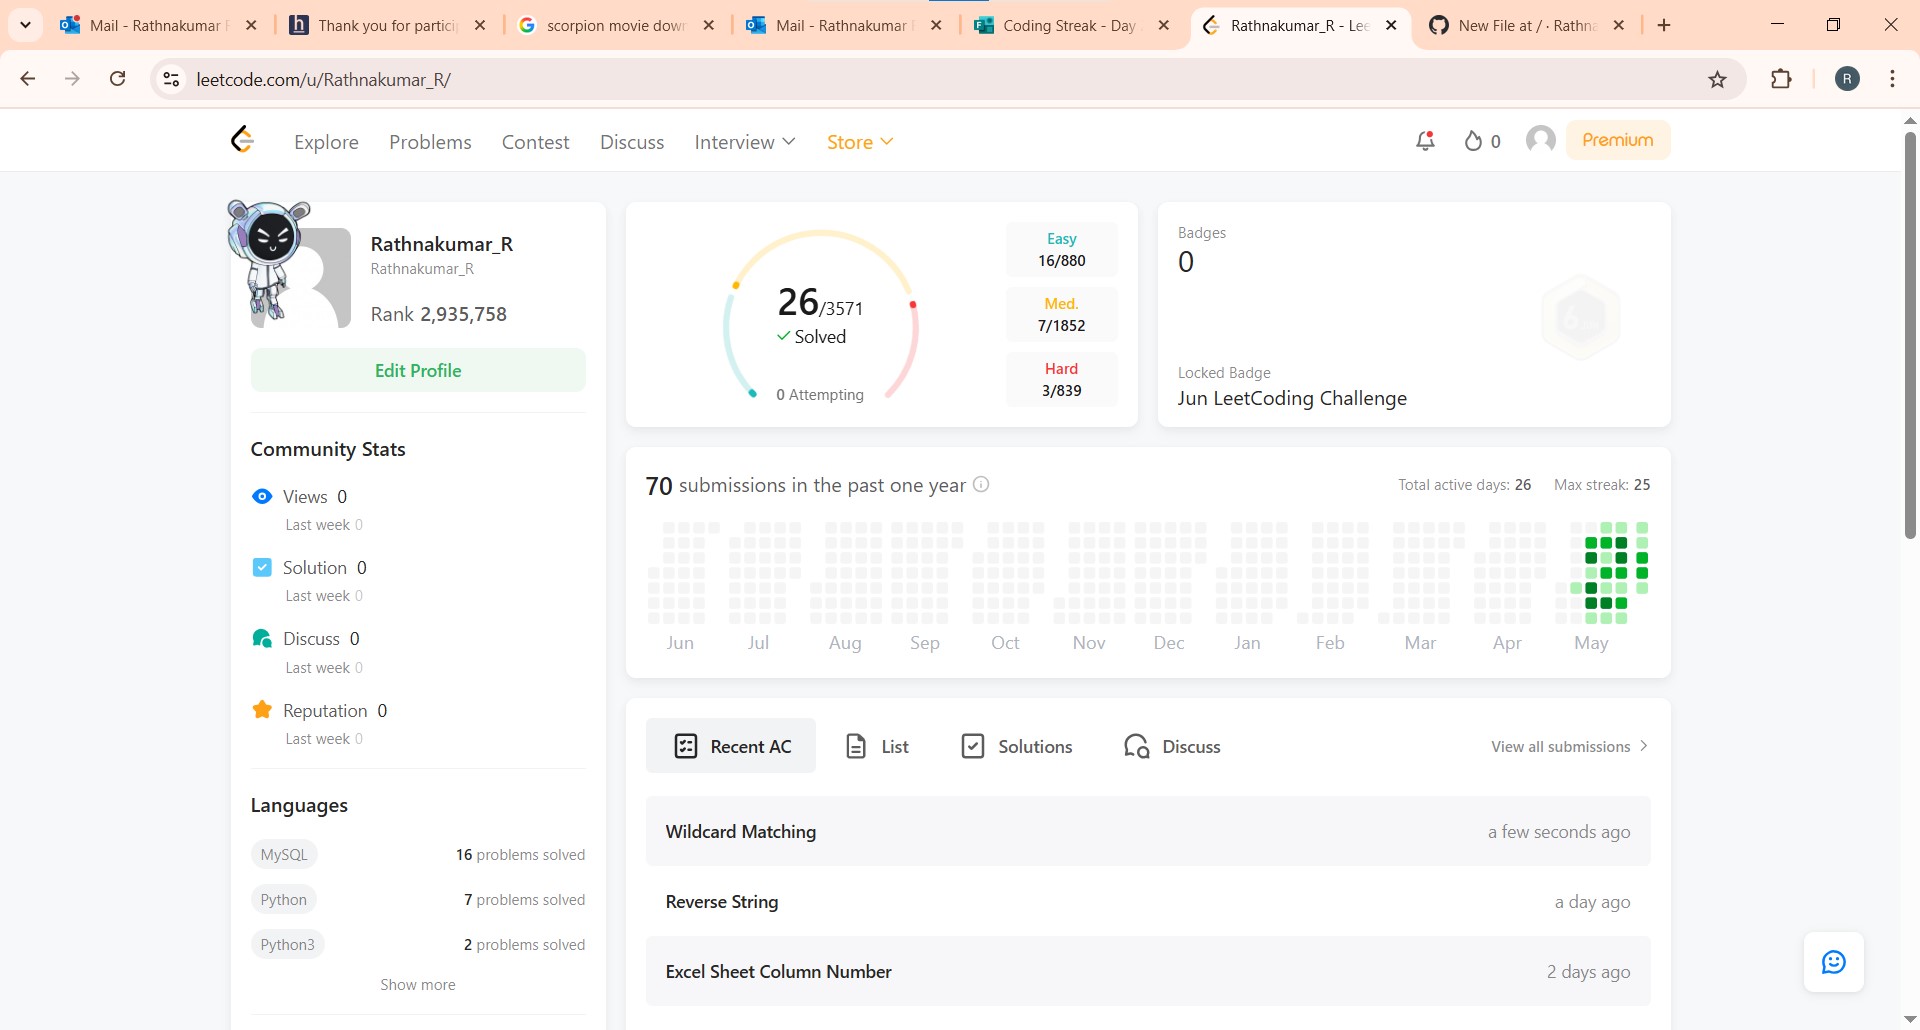 Mail - Rathnakumar R
Thank you for partici
scorpion movie down
Mail - Rathnakumar
Coding Streak - Day
Rathnakumar_R - Lee
New File at / · Rathna
leetcode.com/u/Rathnakumar_R/
R
Explore
Problems
Contest
Discuss
Interview
Store
0
Premium
Rathnakumar_R
Rathnakumar_R
Rank 2,935,758
Edit Profile
Community Stats
Views 0
Last week 0
Solution 0
Last week 0
Discuss 0
Last week 0
Reputation 0
Last week 0
Languages
MySQL
16 problems solved
Python
7 problems solved
Python3
2 problems solved
Show more
26/3571
Solved
0 Attempting
Easy
16/880
Med.
7/1852
Hard
3/839
Badges
0
Locked Badge
Jun LeetCoding Challenge
70 submissions in the past one year
Total active days: 26
Max streak: 25
Jun
Jul
Aug
Sep
Oct
Nov
Dec
Jan
Feb
Mar
Apr
May
Recent AC
List
Solutions
Discuss
View all submissions
Wildcard Matching
a few seconds ago
Reverse String
a day ago
Excel Sheet Column Number
2 days ago